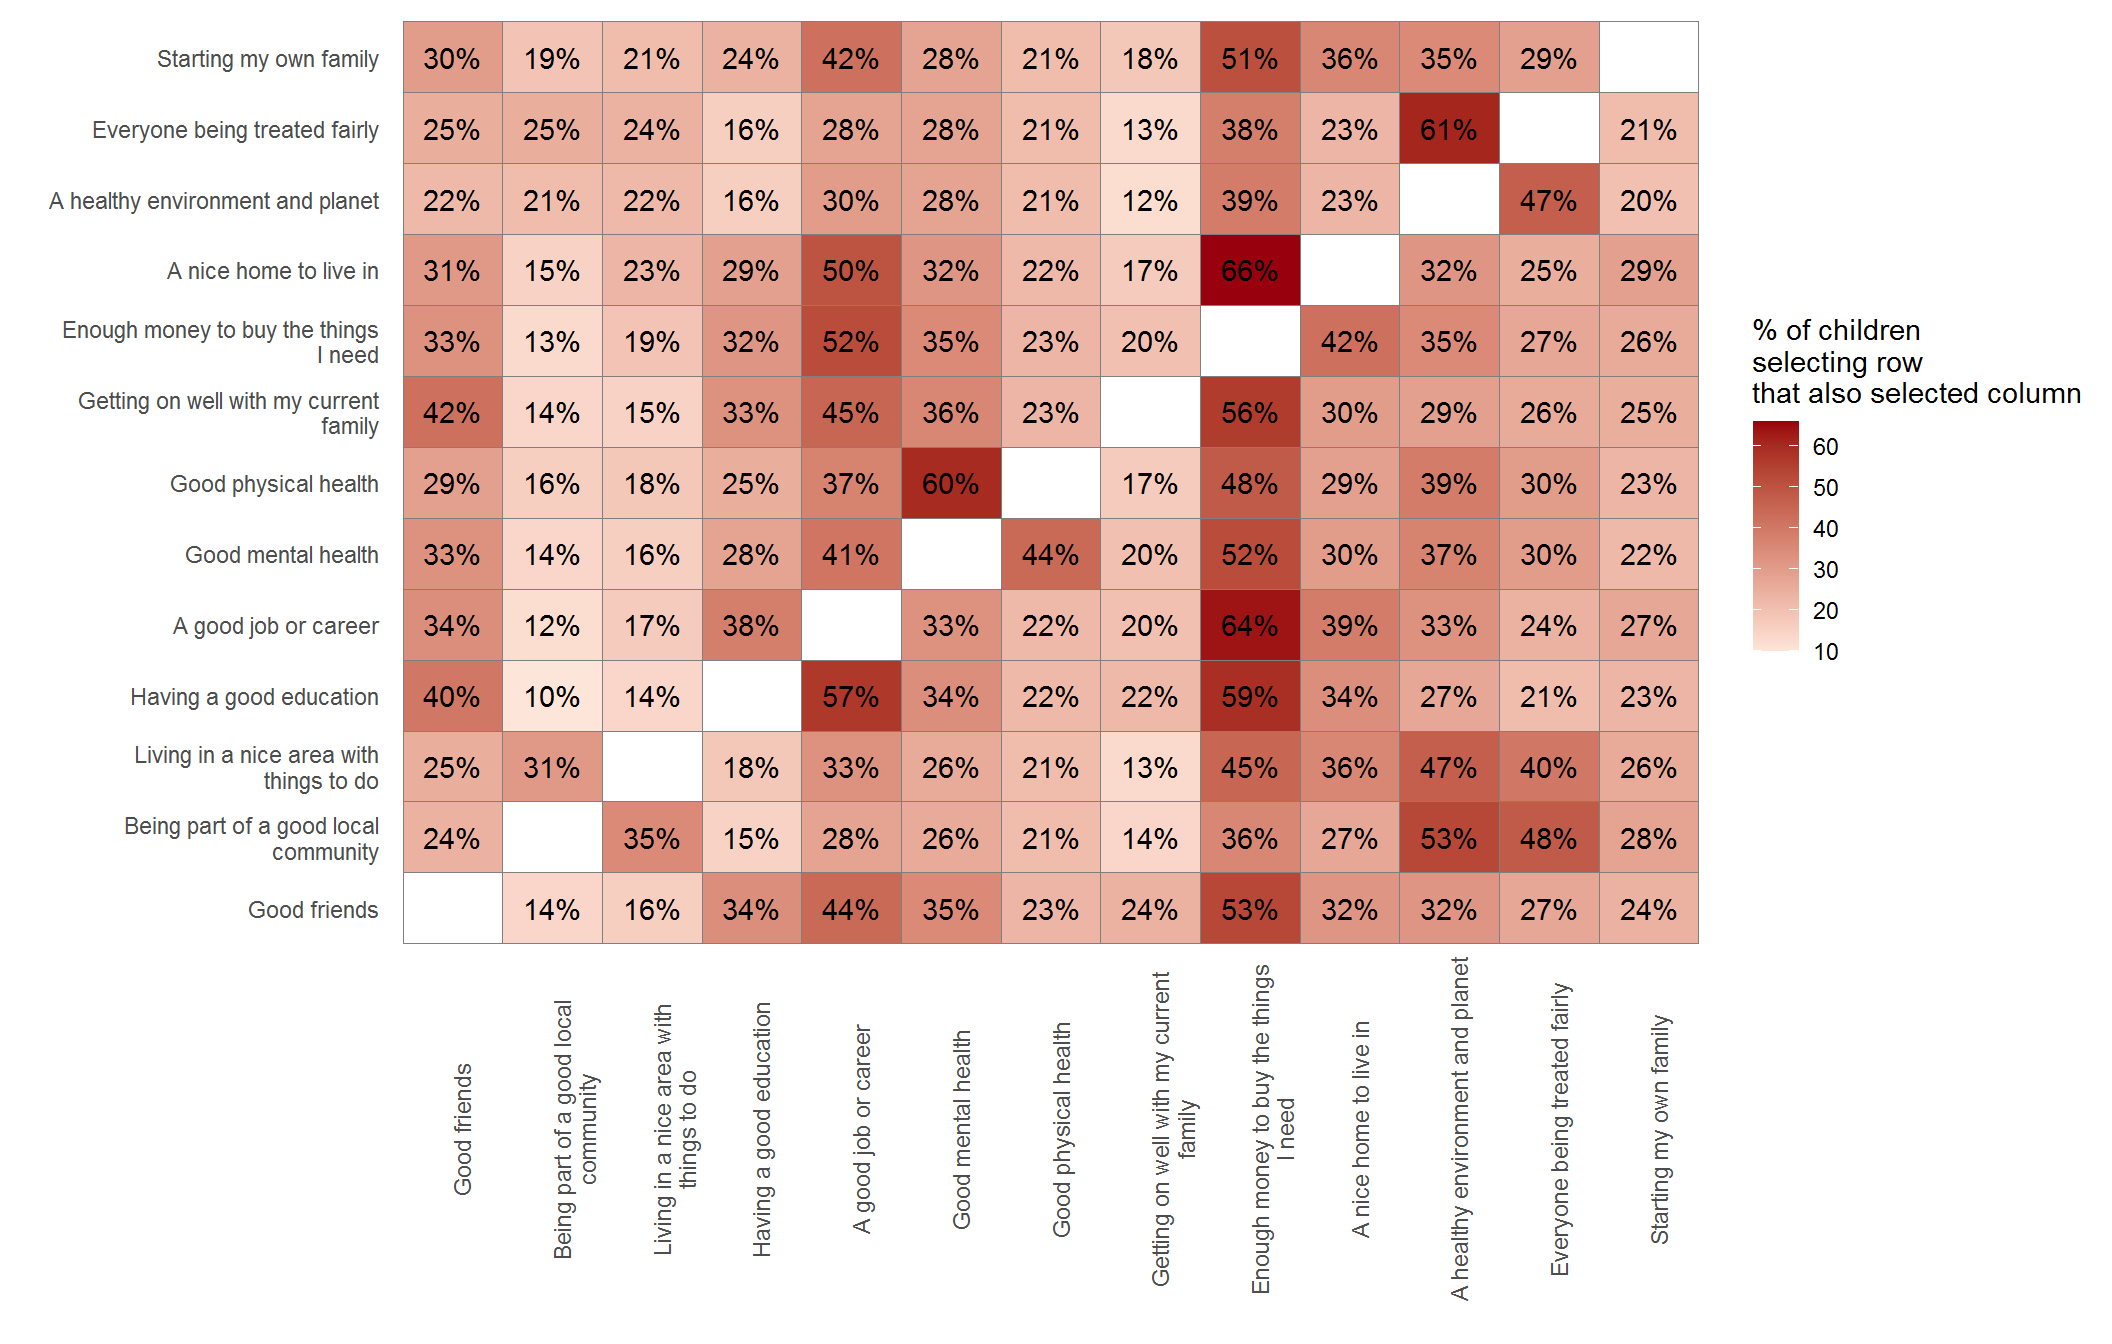 Starting my own family 30% 19% 21% 24% 42% 28% 21% 18% 51% 36% 35% 29%
Everyone being treated fairly 25% 25% 24% 16% 28% 28% 21% 13% 38% 23% 61% 21%
A healthy environment and planet 22% 21% 22% 16% 30% 28% 21% 12% 39% 23% 47% 20%
A nice home to live in 31% 15% 23% 29% 50% 32% 22% 17% 66% 32% 25% 29%
Enough money to buy the things
I need 33% 13% 19% 32% 52% 35% 23% 20% 42% 35% 27% 26%
Getting on well with my current
family 42% 14% 15% 33% 45% 36% 23% 56% 30% 29% 26% 25%
Good physical health 29% 16% 18% 25% 37% 60% 17% 48% 29% 39% 30% 23%
Good mental health 33% 14% 16% 28% 41% 44% 20% 52% 30% 37% 30% 22%
A good job or career 34% 12% 17% 38% 33% 22% 20% 64% 39% 33% 24% 27%
Having a good education 40% 10% 14% 57% 34% 22% 22% 59% 34% 27% 21% 23%
Living in a nice area with
things to do 25% 31% 18% 33% 26% 21% 13% 45% 36% 47% 40% 26%
Being part of a good local
community 24% 35% 15% 28% 26% 21% 14% 36% 27% 53% 48% 28%
Good friends 14% 16% 34% 44% 35% 23% 24% 53% 32% 32% 27% 24%
Good friends
Being part of a good local
community
Living in a nice area with
things to do
Having a good education
A good job or career
Good mental health
Good physical health
Getting on well with my current
family
Enough money to buy the things
I need
A nice home to live in
A healthy environment and planet
Everyone being treated fairly
Starting my own family
% of children
selecting row
that also selected column
60
50
40
30
20
10